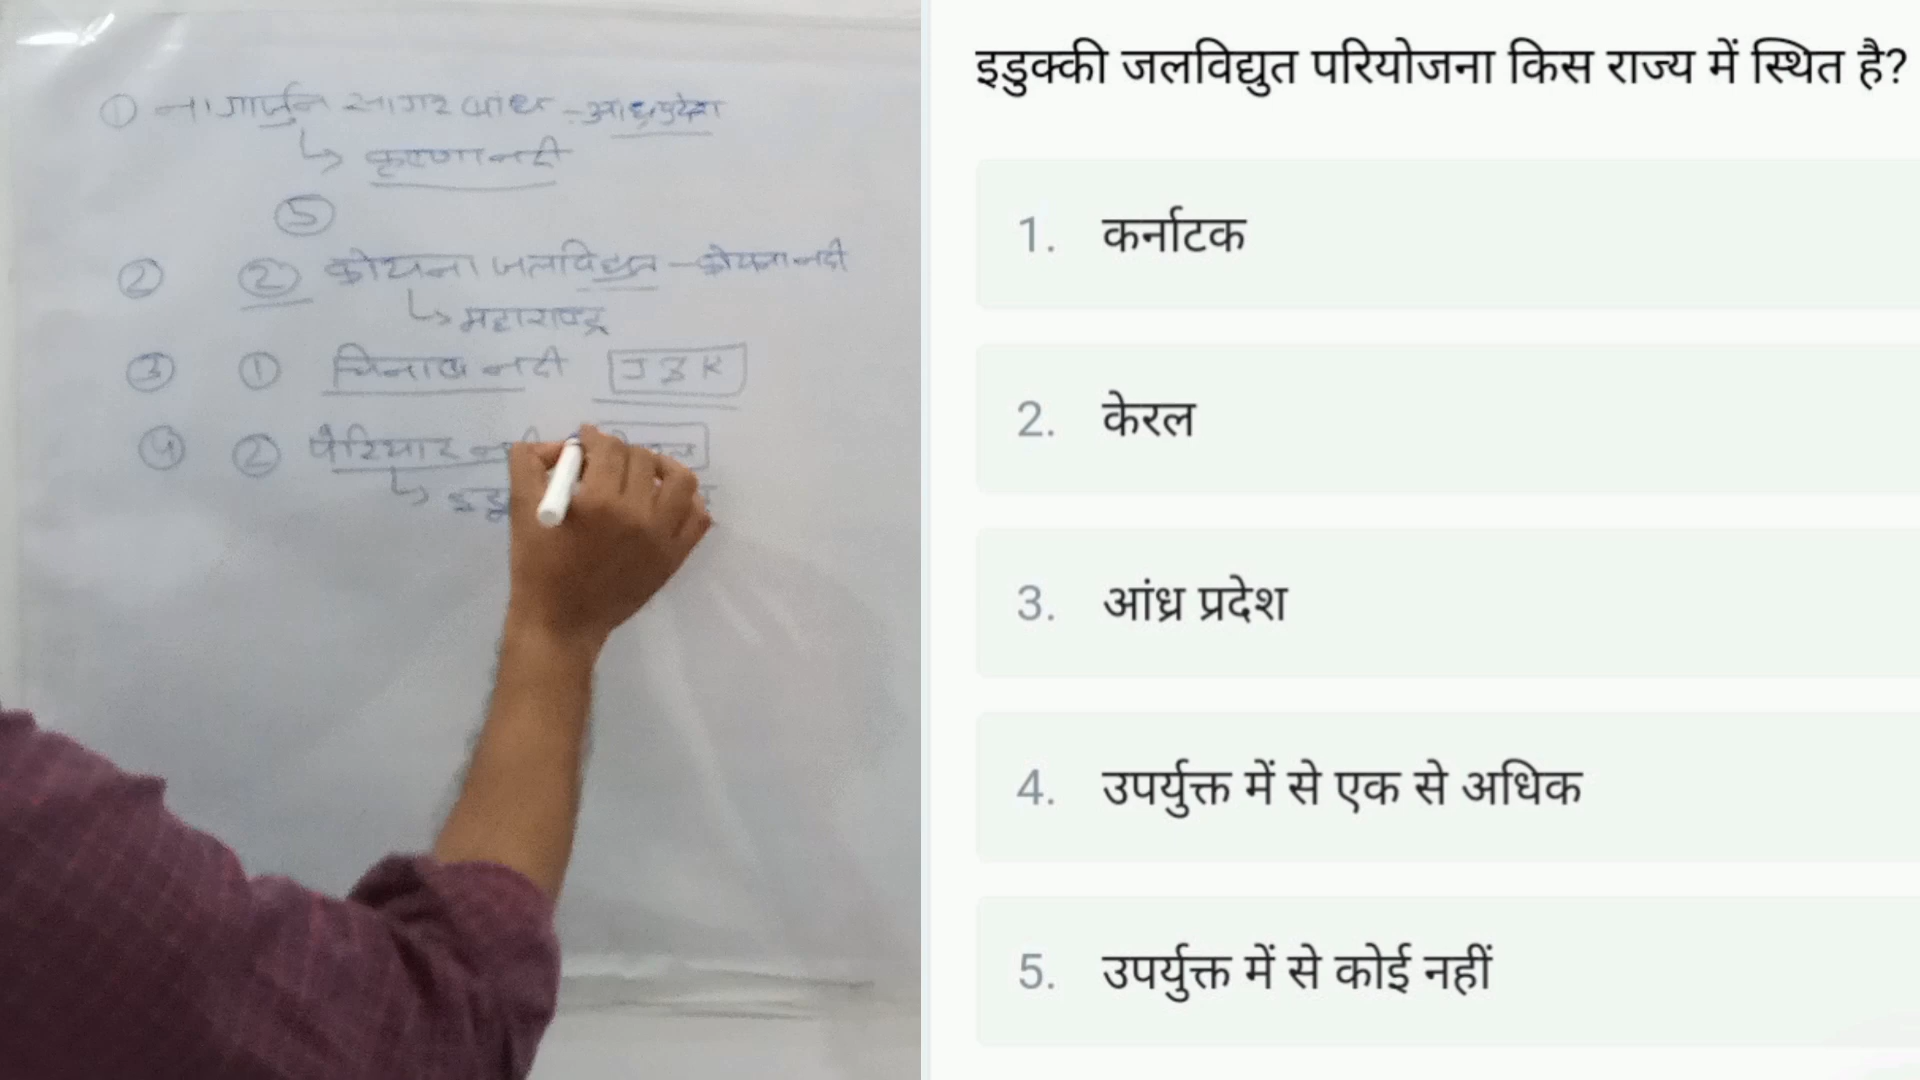 ① नागार्जुन सागर बांध - आंध्रप्रदेश
↳ कृष्णा नदी
⑤
② ② कोयना जलविद्युत - कोयना नदी
↳ महाराष्ट्र
③ ① चिनाब नदी J&K
④ ② पेरियार
↳
इडुक्की जलविद्युत परियोजना किस राज्य में स्थित है?
1. कर्नाटक
2. केरल
3. आंध्र प्रदेश
4. उपर्युक्त में से एक से अधिक
5. उपर्युक्त में से कोई नहीं